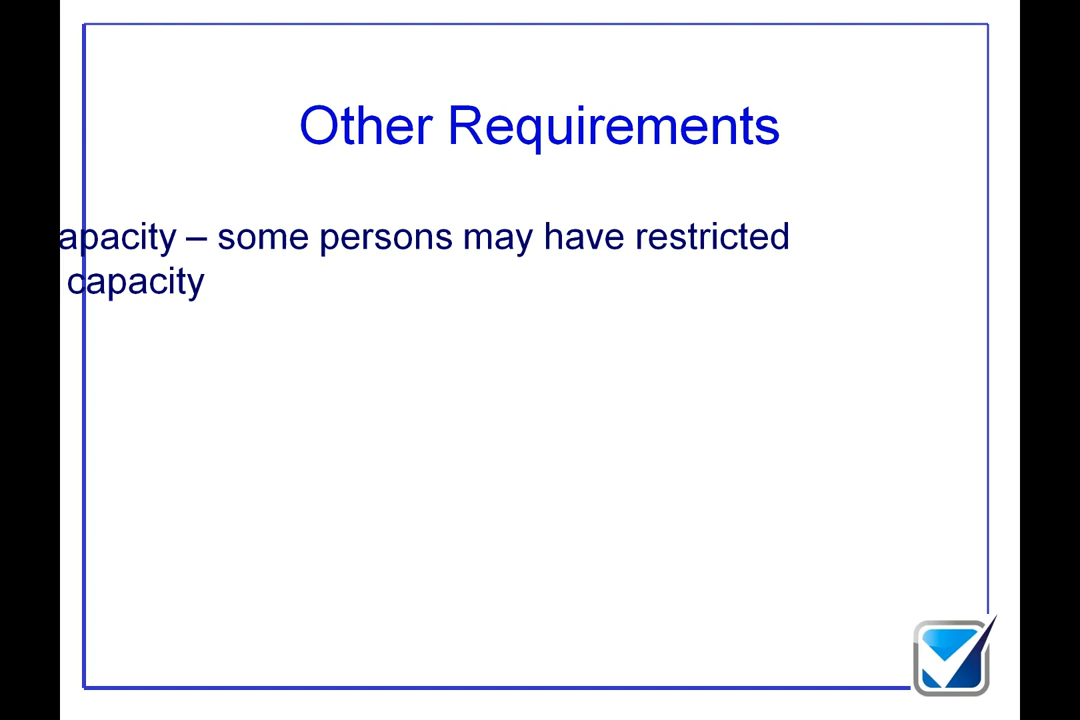 Other Requirements
apacity – some persons may have restricted
capacity